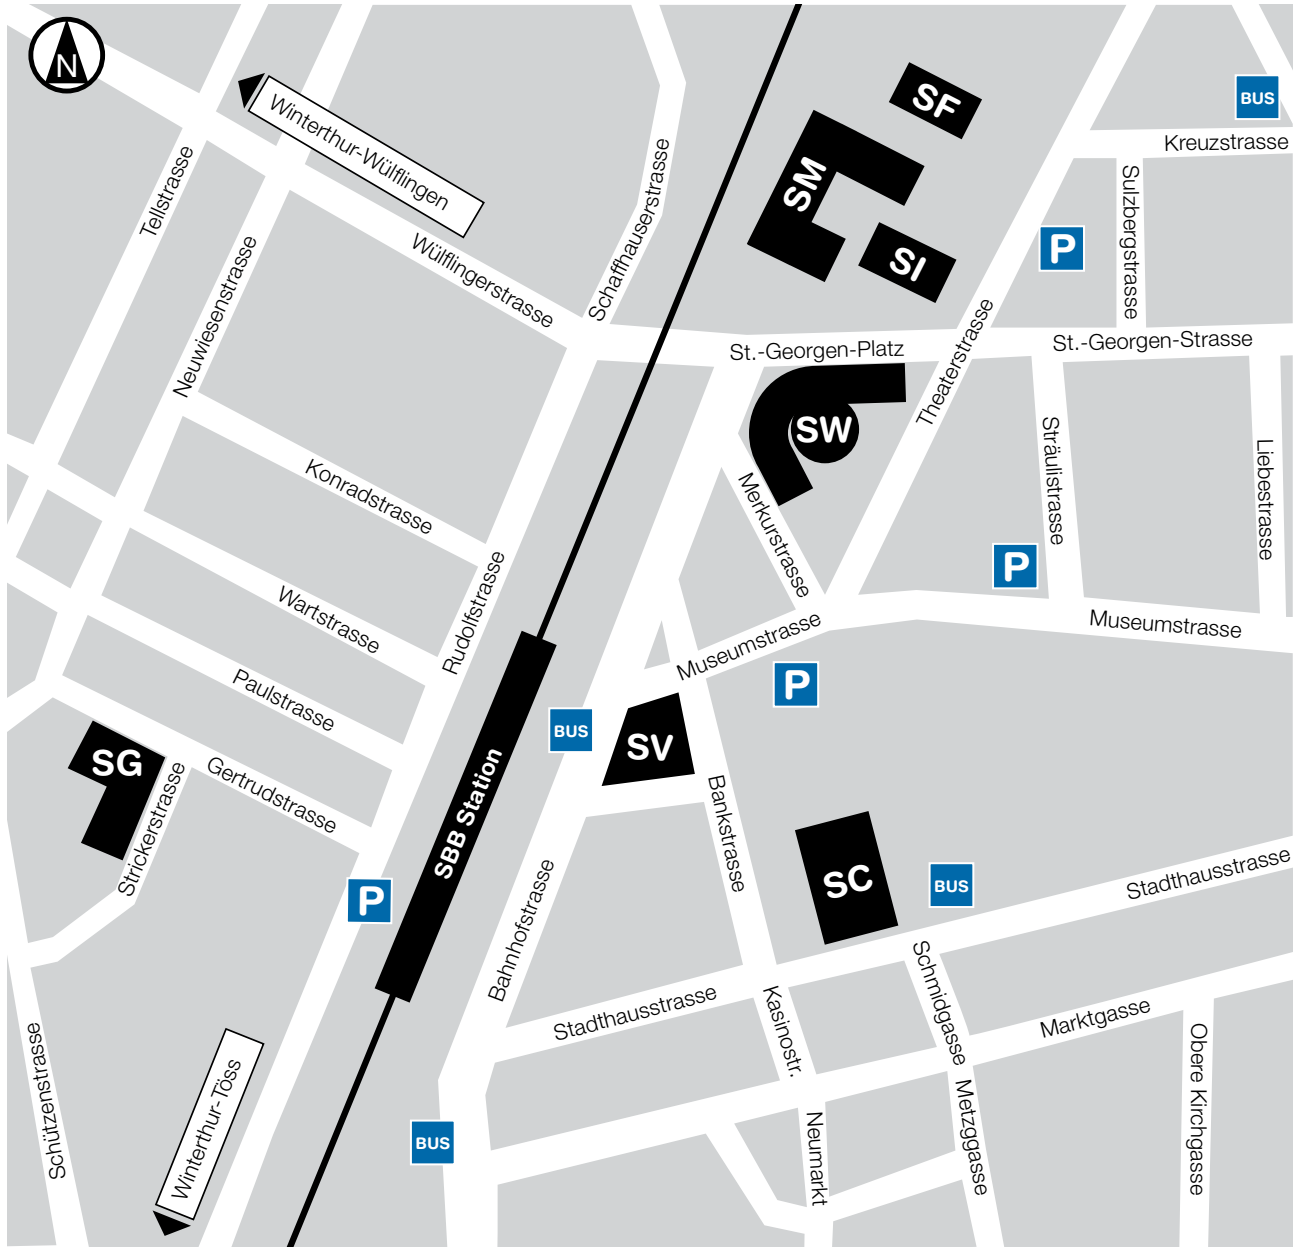 N
Winterthur-Wülflingen
SF
BUS
Kreuzstrasse
SM
Tellstrasse
Schaffhauserstrasse
Sulzbergstrasse
P
SI
Wülflingerstrasse
Neuwiesenstrasse
St.-Georgen-Platz
St.-Georgen-Strasse
Theaterstrasse
SW
Konradstrasse
Sträulistrasse
Liebestrasse
Merkurstrasse
P
Rudolfstrasse
Wartstrasse
Museumstrasse
Museumstrasse
P
Paulstrasse
BUS
SV
SG
Gertrudstrasse
Strickerstrasse
SBB Station
Bankstrasse
P
Bahnhofstrasse
SC
BUS
Stadthausstrasse
Stadthausstrasse
Kasinostr.
Schmidgasse
Marktgasse
Schützenstrasse
Winterthur-Töss
BUS
Neumarkt
Metzggasse
Obere Kirchgasse